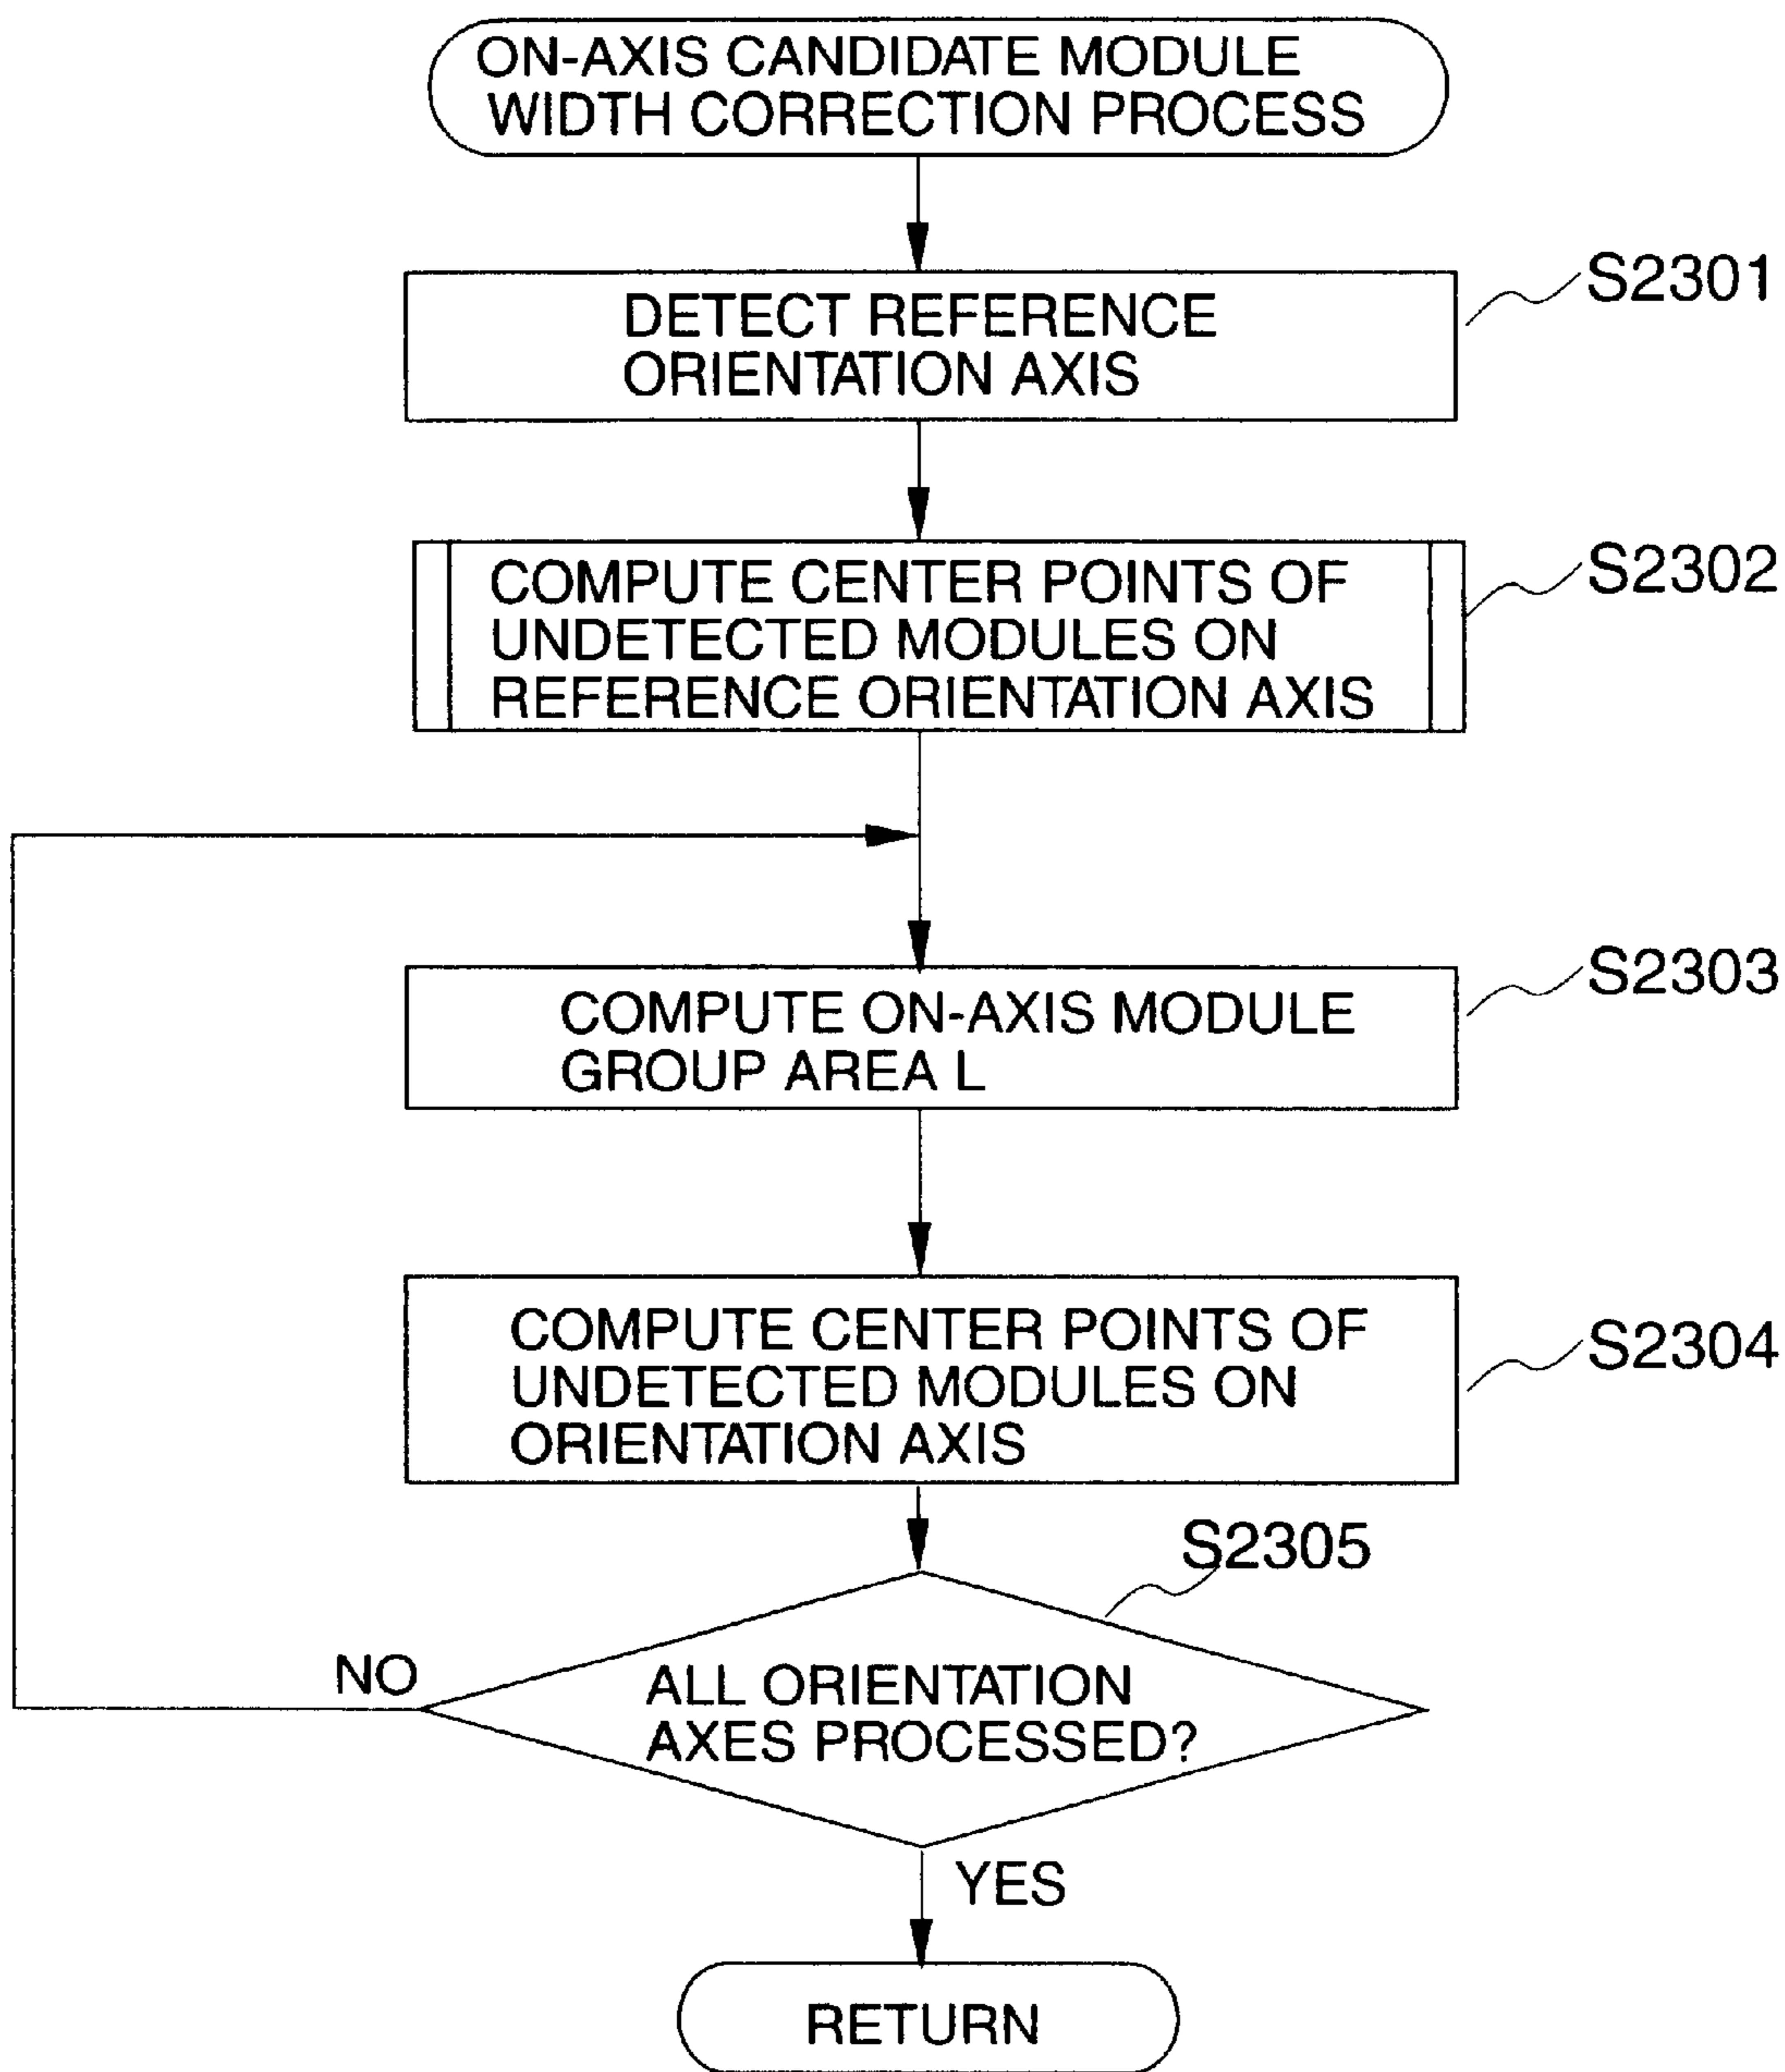 ON-AXIS CANDIDATE MODULE
WIDTH CORRECTION PROCESS
S2301
DETECT REFERENCE
ORIENTATION AXIS
S2302
COMPUTE CENTER POINTS OF
UNDETECTED MODULES ON
REFERENCE ORIENTATION AXIS
S2303
COMPUTE ON-AXIS MODULE
GROUP AREA L
S2304
COMPUTE CENTER POINTS OF
UNDETECTED MODULES ON
ORIENTATION AXIS
S2305
NO
ALL ORIENTATION
AXES PROCESSED?
YES
RETURN